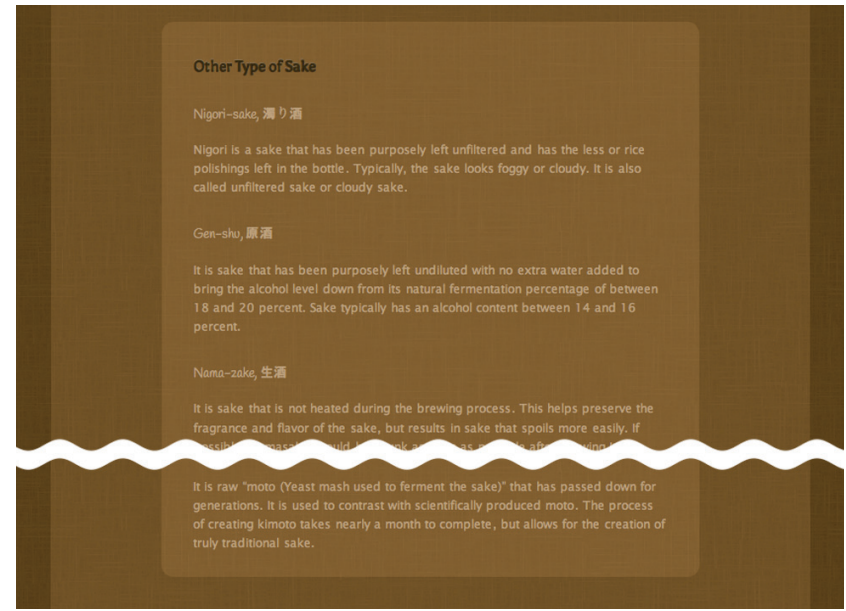 Other Type of Sake
Nigori-sake, 濁り酒
Nigori is a sake that has been purposely left unfiltered and has the less or rice
polishings left in the bottle. Typically, the sake looks foggy or cloudy. It is also
called unfiltered sake or cloudy sake.
Gen-shu, 原酒
It is sake that has been purposely left undiluted with no extra water added to
bring the alcohol level down from its natural fermentation percentage of between
18 and 20 percent. Sake typically has an alcohol content between 14 and 16
percent.
Nama-zake, 生酒
It is sake that is not heated during the brewing process. This helps preserve the
fragrance and flavor of the sake, but results in sake that spoils more easily. If
as
It is raw "moto (Yeast mash used to ferment the sake)" that has passed down for
generations. It is used to contrast with scientifically produced moto. The process
of creating kimoto takes nearly a month to complete, but allows for the creation of
truly traditional sake.